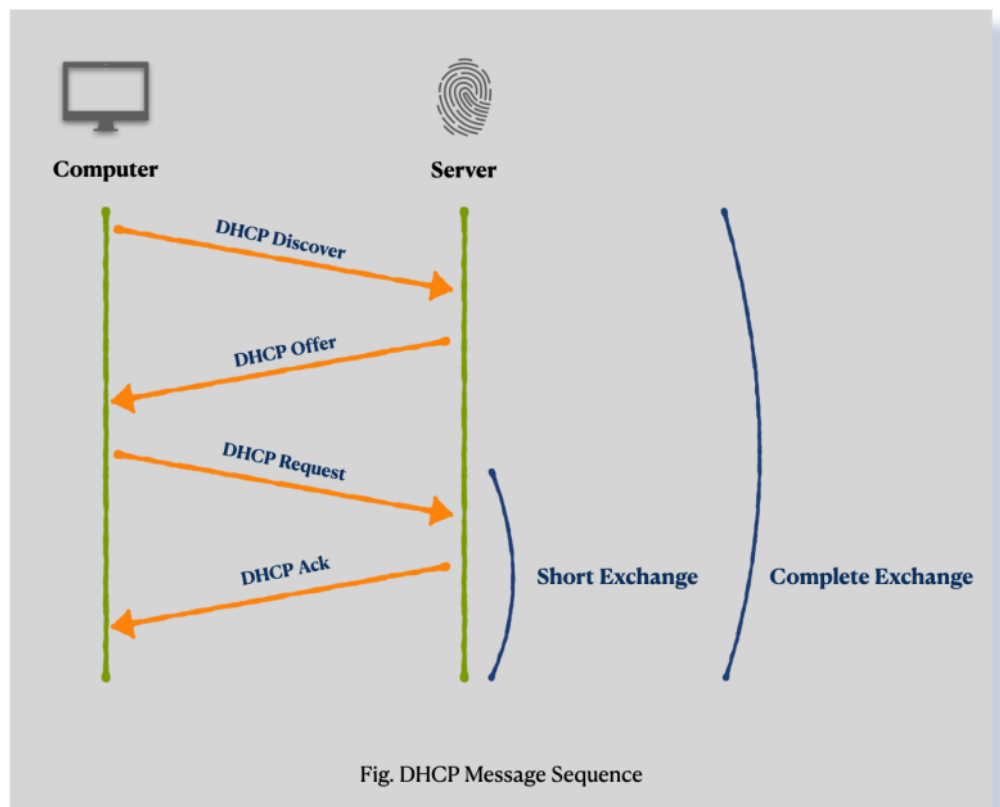 Computer
Server
DHCP Discover
DHCP Offer
DHCP Request
DHCP Ack
Short Exchange
Complete Exchange
Fig. DHCP Message Sequence